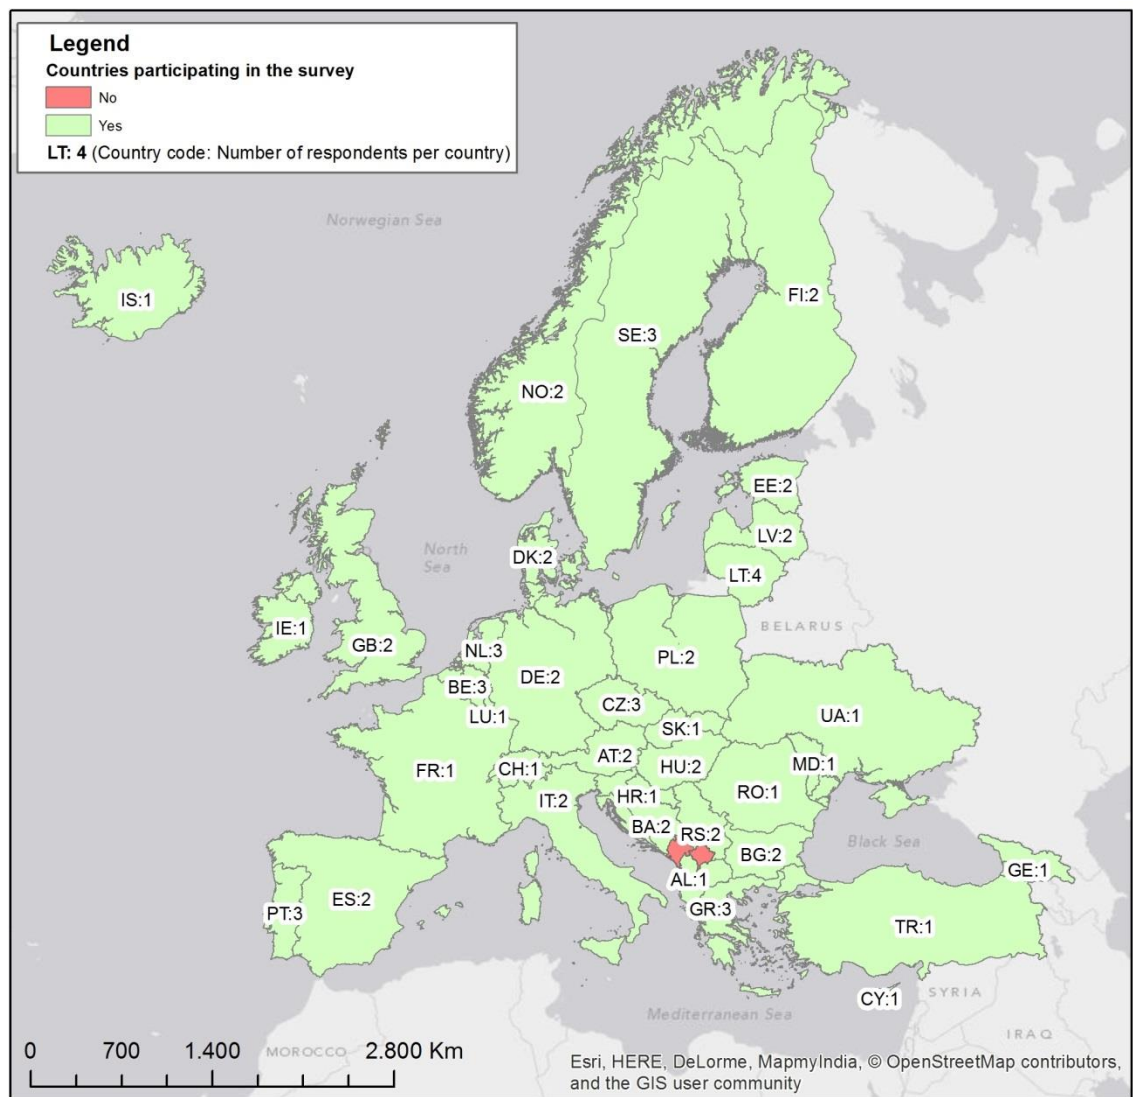 Legend
Countries participating in the survey
No
Yes
LT: 4 (Country code: Number of respondents per country)
Norwegian Sea
IS:1
FI:2
SE:3
NO:2
EE:2
LV:2
North
Sea
DK:2
LT:4
BELARUS
IE:1
GB:2
NL:3
PL:2
DE:2
BE:3
CZ:3
LU:1
UA:1
SK:1
AT:2
MD:1
FR:1
CH:1
HU:2
RO:1
HR:1
IT:2
BA:2
RS:2
Black Sea
BG:2
GE:1
AL:1
ES:2
PT:3
GR:3
TR:1
CY:1
SYRIA
Mediterranean Sea
IRAQ
0 700 1.400 2.800 Km
MOROCCO
Esri, HERE, DeLorme, MapmyIndia, © OpenStreetMap contributors,
and the GIS user community